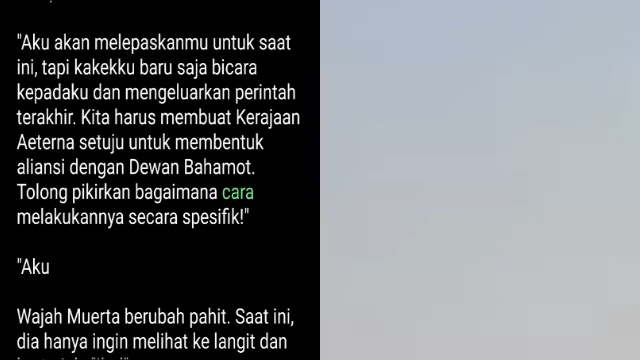 "Aku akan melepaskanmu untuk saat
ini, tapi kakekku baru saja bicara
kepadaku dan mengeluarkan perintah
terakhir. Kita harus membuat Kerajaan
Aeterna setuju untuk membentuk
aliansi dengan Dewan Bahamot.
Tolong pikirkan bagaimana cara
melakukannya secara spesifik!"
"Aku
Wajah Muerta berubah pahit. Saat ini,
dia hanya ingin melihat ke langit dan